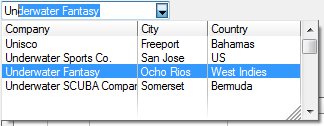 Underwater Fantasy
Company City Country
Unisco Freeport Bahamas
Underwater Sports Co. San Jose US
Underwater Fantasy Ocho Rios West Indies
Underwater SCUBA Compan Somerset Bermuda